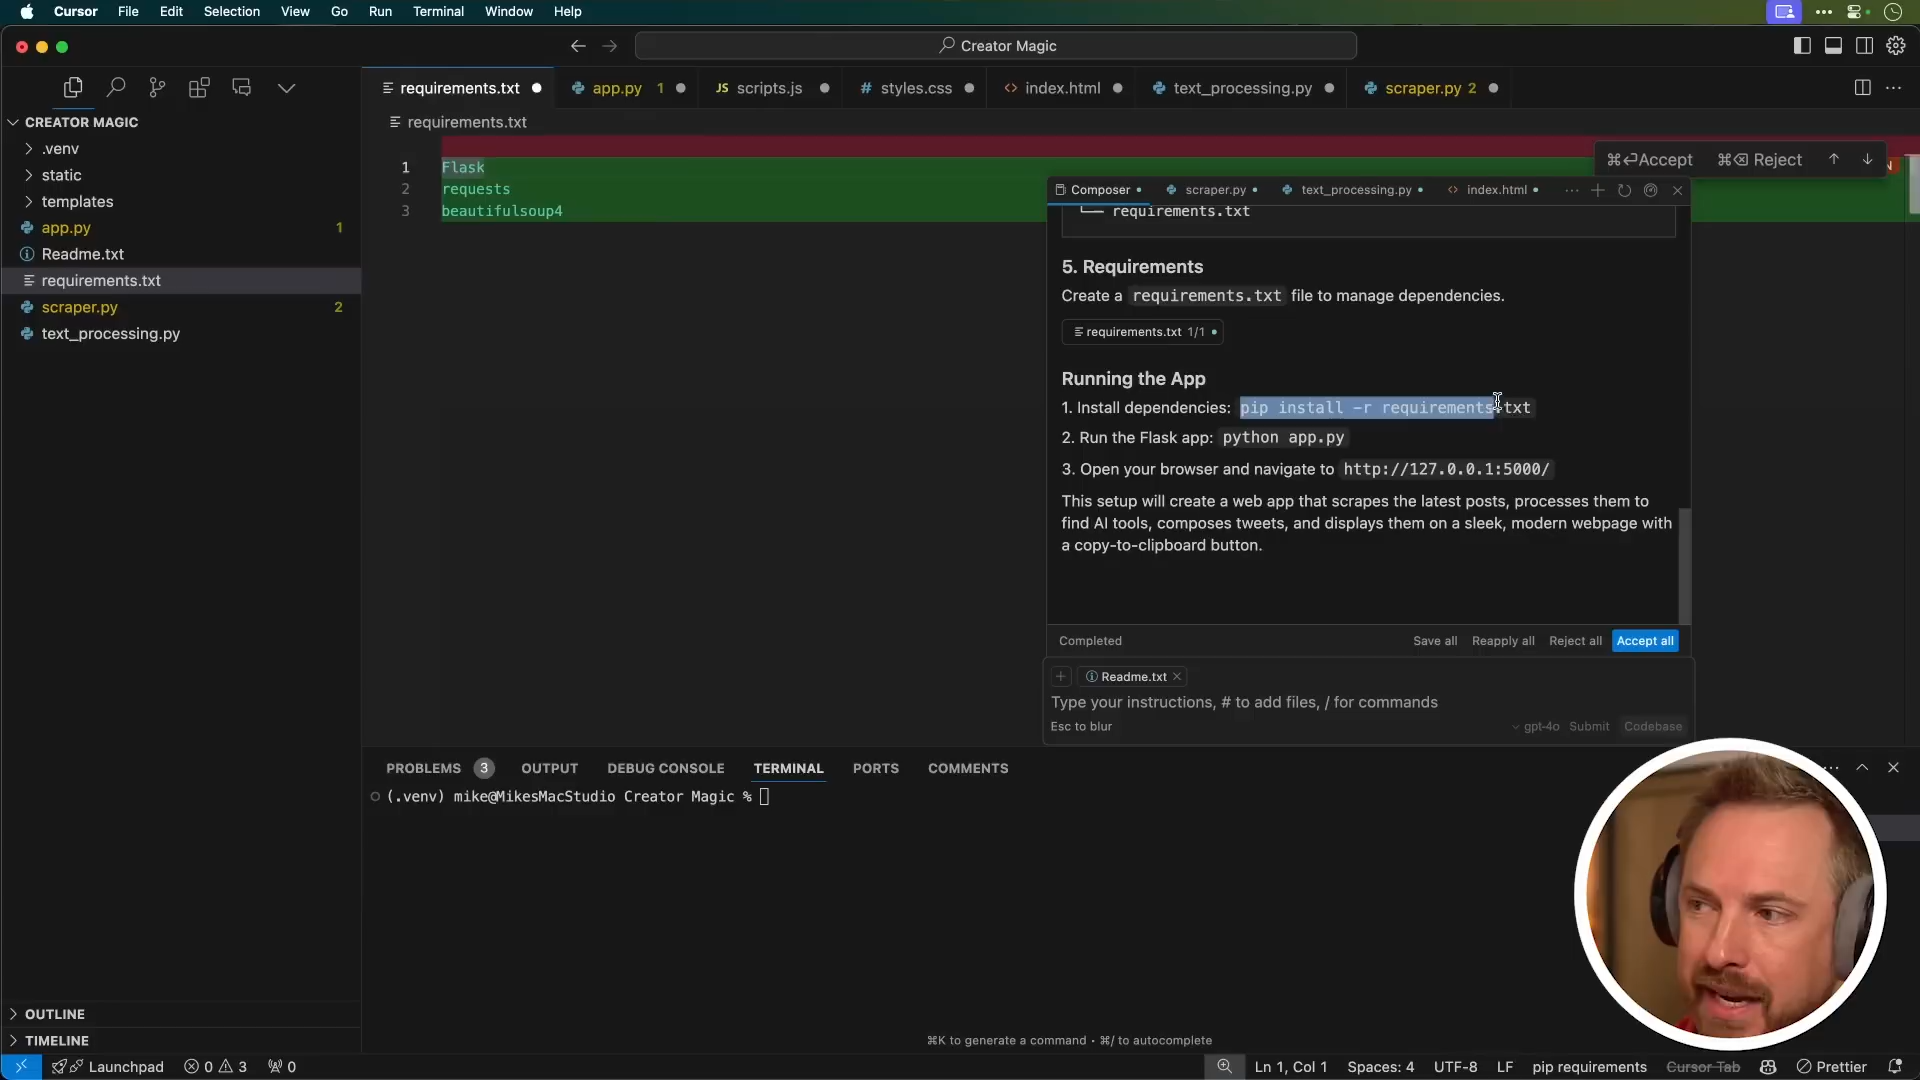 Cursor File Edit Selection View Go Run Terminal Window Help
Creator Magic
requirements.txt
app.py 1
scripts.js
styles.css
index.html
text_processing.py
scraper.py 2
CREATOR MAGIC
.venv
static
templates
app.py 1
Readme.txt
requirements.txt
scraper.py 2
text_processing.py
requirements.txt
1 Flask
2 requests
3 beautifulsoup4
⌘⏎Accept ⌘⌫ Reject ↑ ↓
Composer scraper.py text_processing.py index.html
└── requirements.txt
5. Requirements
Create a requirements.txt file to manage dependencies.
requirements.txt 1/1
Running the App
1. Install dependencies: pip install -r requirements.txt
2. Run the Flask app: python app.py
3. Open your browser and navigate to http://127.0.0.1:5000/
This setup will create a web app that scrapes the latest posts, processes them to
find AI tools, composes tweets, and displays them on a sleek, modern webpage with
a copy-to-clipboard button.
Completed Save all Reapply all Reject all Accept all
Readme.txt
Type your instructions, # to add files, / for commands
Esc to blur gpt-4o Submit Codebase
PROBLEMS 3 OUTPUT DEBUG CONSOLE TERMINAL PORTS COMMENTS
(.venv) mike@MikesMacStudio Creator Magic %
OUTLINE
TIMELINE
⌘K to generate a command • ⌘/ to autocomplete
Launchpad 0 3 0 Ln 1, Col 1 Spaces: 4 UTF-8 LF pip requirements Cursor Tab Prettier